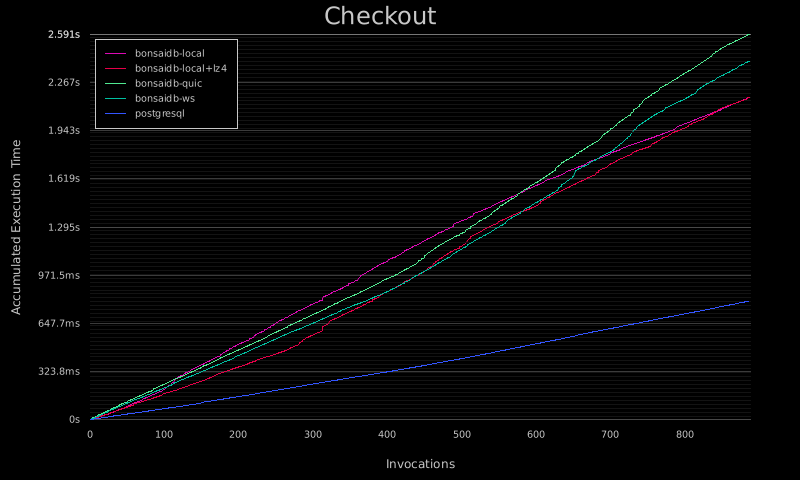 Checkout
2.591s
bonsaidb-local
bonsaidb-local+lz4
2.267s
bonsaidb-quic
bonsaidb-ws
postgresql
1.943s
1.619s
1.295s
971.5ms
647.7ms
323.8ms
0s
Accumulated Execution Time
0 100 200 300 400 500 600 700 800
Invocations